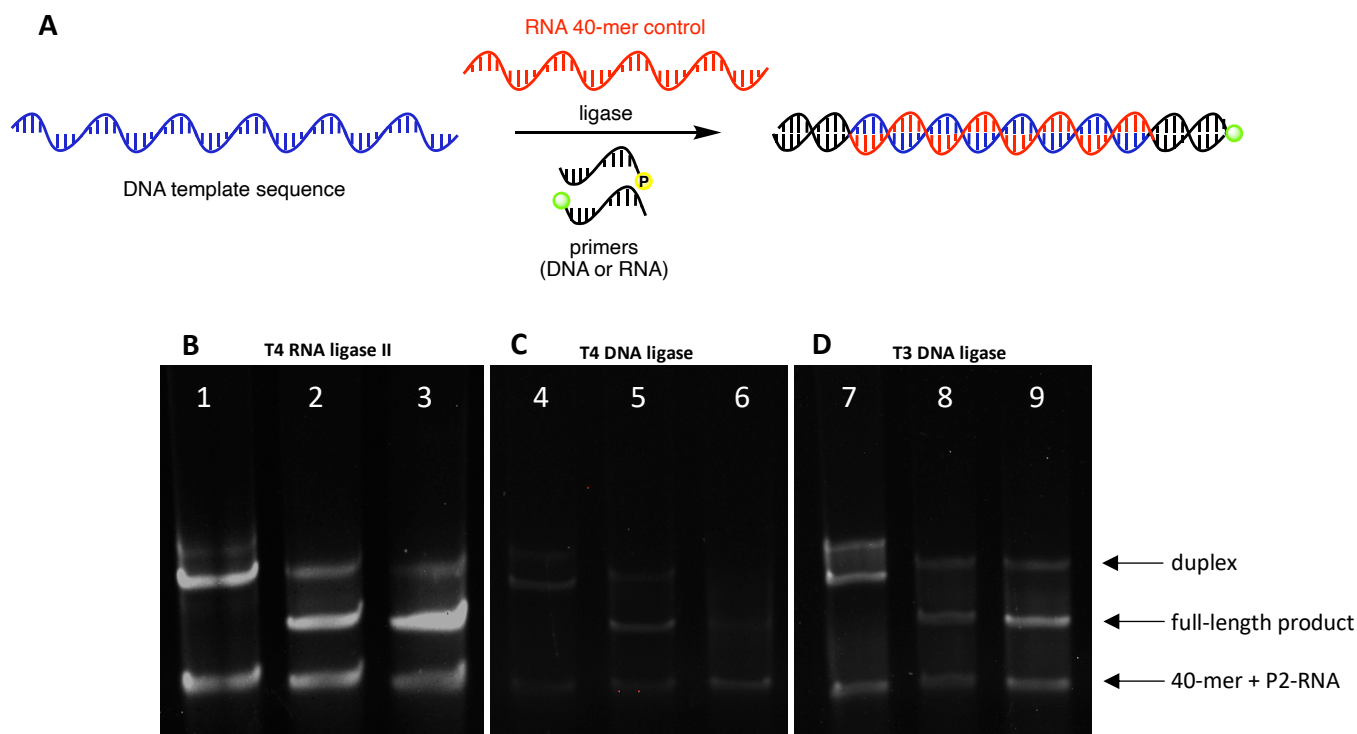 A
RNA 40-mer control
ligase
DNA template sequence
P
primers
(DNA or RNA)
B
T4 RNA ligase II
C
T4 DNA ligase
D
T3 DNA ligase
1 2 3 4 5 6 7 8 9
duplex
full-length product
40-mer + P2-RNA